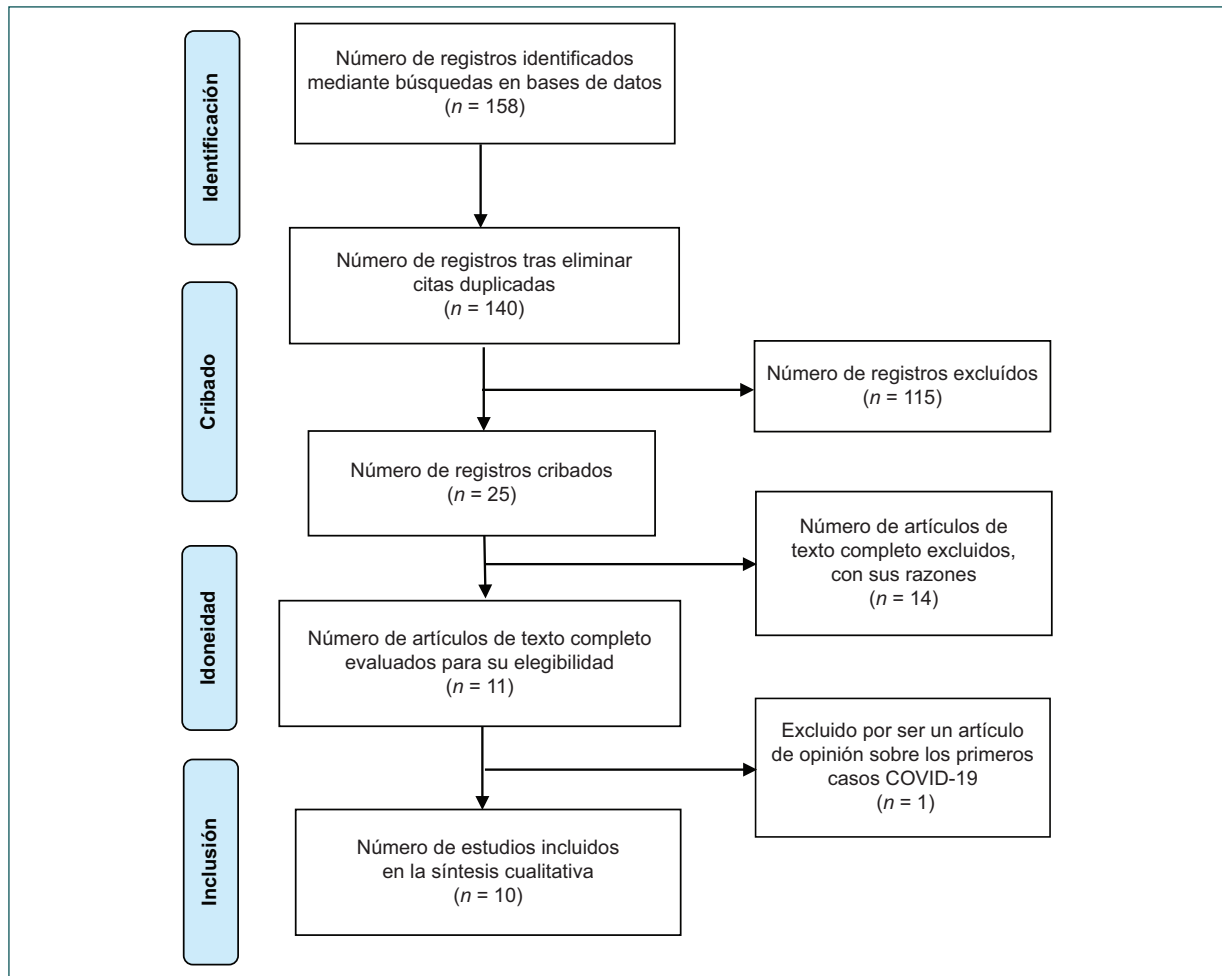 Identificación
Número de registros identificados
mediante búsquedas en bases de datos
(n = 158)
Número de registros tras eliminar
citas duplicadas
(n = 140)
Cribado
Número de registros excluídos
(n = 115)
Número de registros cribados
(n = 25)
Número de artículos de
texto completo excluidos,
con sus razones
(n = 14)
Idoneidad
Número de artículos de texto completo
evaluados para su elegibilidad
(n = 11)
Excluido por ser un artículo
de opinión sobre los primeros
casos COVID-19
(n = 1)
Inclusión
Número de estudios incluidos
en la síntesis cualitativa
(n = 10)